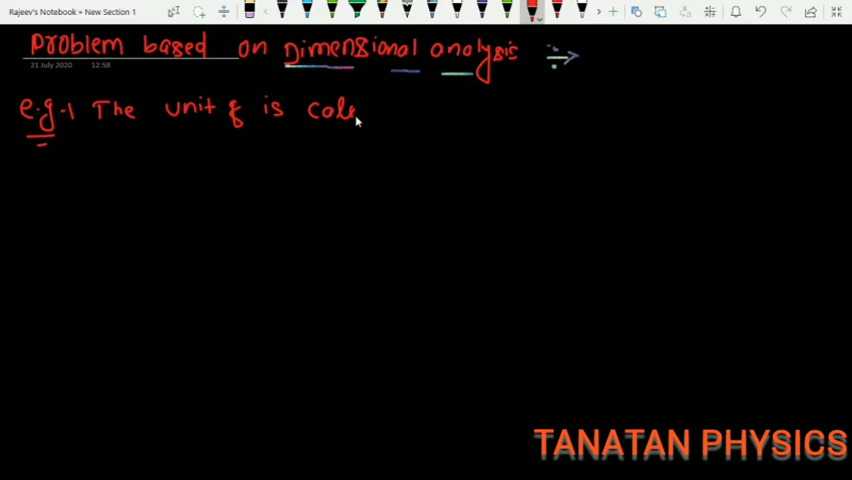 Rajeev's Notebook » New Section 1
Problem based on Dimensional analysis
21 July 2020 12:58
e.g.1 The unit of is
TANATAN PHYSICS